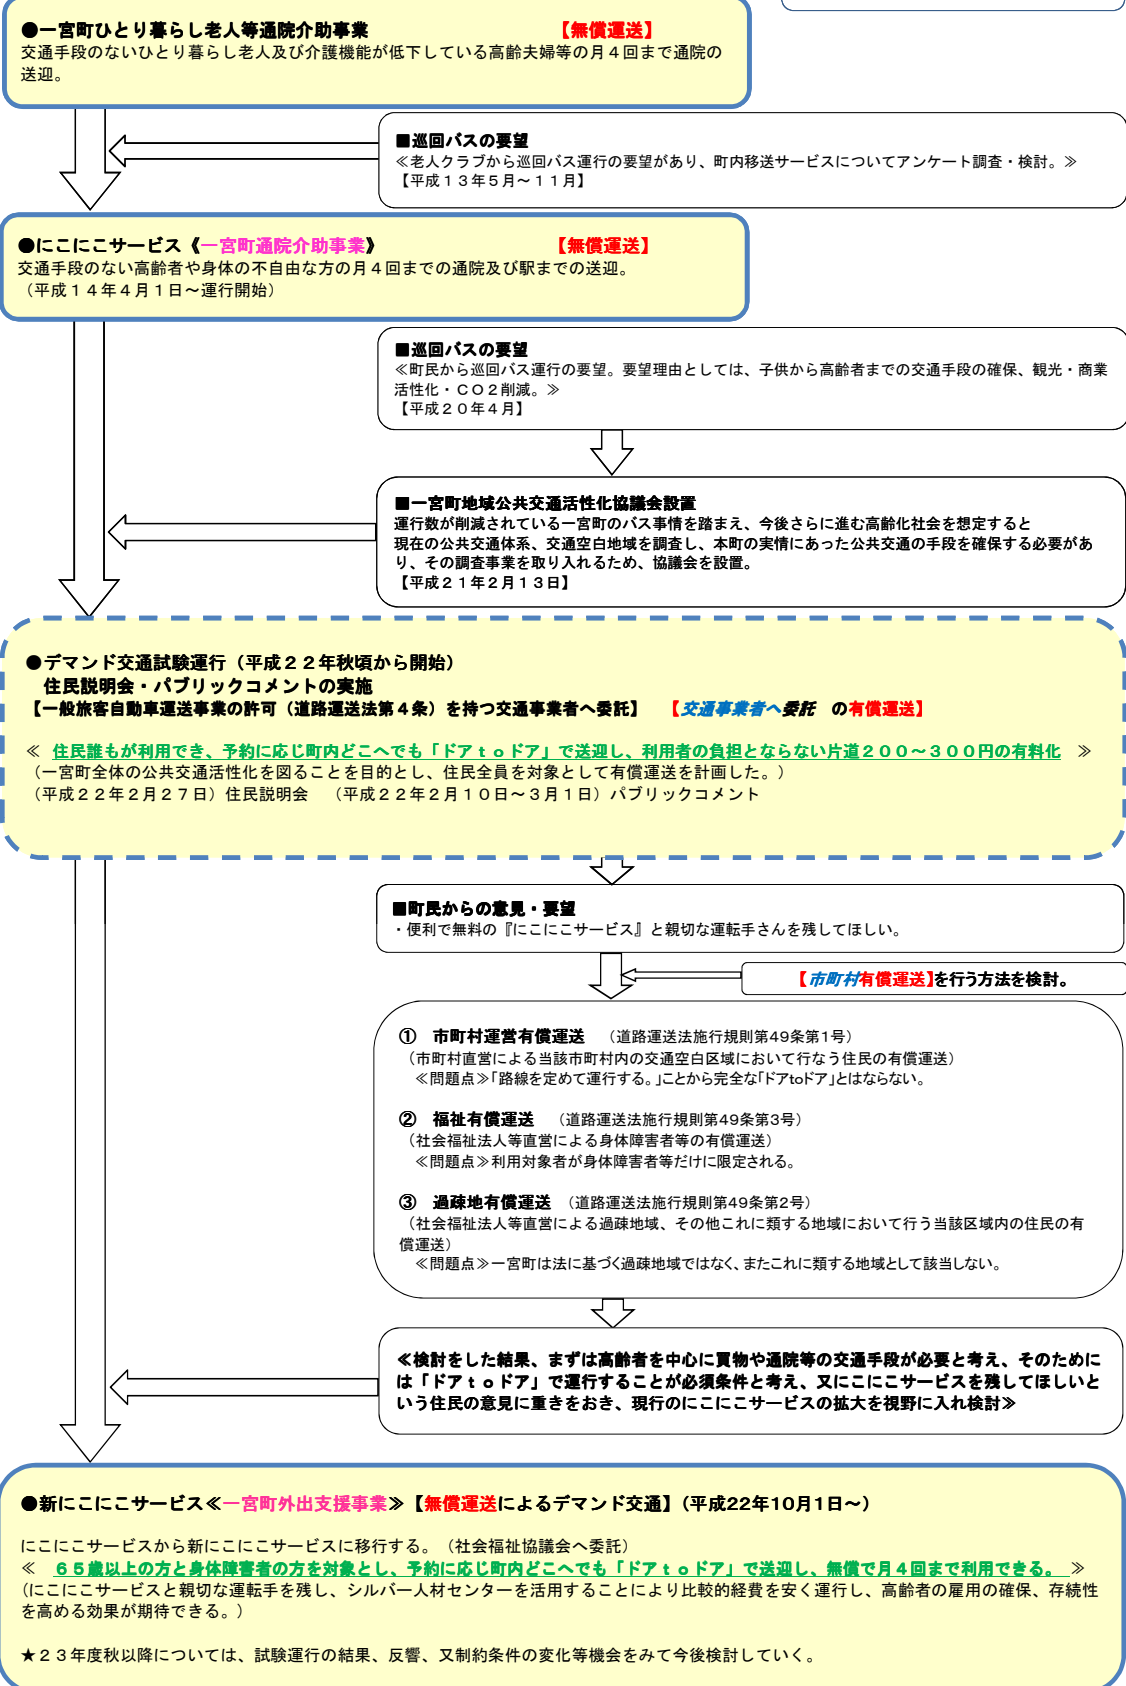 ●一宮町ひとり暮らし老人等通院介助事業　【無償運送】
交通手段のないひとり暮らし老人及び介護機能が低下している高齢夫婦等の月４回まで通院の
送迎。
■巡回バスの要望
≪老人クラブから巡回バス運行の要望があり、町内移送サービスについてアンケート調査・検討。≫
【平成１３年５月～１１月】
●にこにこサービス《一宮町通院介助事業》　【無償運送】
交通手段のない高齢者や身体の不自由な方の月４回までの通院及び駅までの送迎。
（平成１４年４月１日～運行開始）
■巡回バスの要望
≪町民から巡回バス運行の要望。要望理由としては、子供から高齢者までの交通手段の確保、観光・商業
活性化・ＣＯ２削減。≫
【平成２０年４月】
■一宮町地域公共交通活性化協議会設置
運行数が削減されている一宮町のバス事情を踏まえ、今後さらに進む高齢化社会を想定すると
現在の公共交通体系、交通空白地域を調査し、本町の実情にあった公共交通の手段を確保する必要があ
り、その調査事業を取り入れるため、協議会を設置。
【平成２１年２月１３日】
●デマンド交通試験運行（平成２２年秋頃から開始）
住民説明会・パブリックコメントの実施
【一般旅客自動車運送事業の許可（道路運送法第４条）を持つ交通事業者へ委託】　【交通事業者へ委託　の有償運送】
≪　住民誰もが利用でき、予約に応じ町内どこへでも「ドアｔｏドア」で送迎し、利用者の負担とならない片道２００～３００円の有料化　≫
（一宮町全体の公共交通活性化を図ることを目的とし、住民全員を対象として有償運送を計画した。）
（平成２２年２月２７日）住民説明会　（平成２２年２月１０日～３月１日）パブリックコメント
■町民からの意見・要望
・便利で無料の『にこにこサービス』と親切な運転手さんを残してほしい。
【市町村有償運送】を行う方法を検討。
①　市町村運営有償運送　（道路運送法施行規則第49条第1号）
（市町村直営による当該市町村内の交通空白区域において行なう住民の有償運送）
≪問題点≫「路線を定めて運行する。」ことから完全な「ドアtoドア」とはならない。
②　福祉有償運送　（道路運送法施行規則第49条第3号）
（社会福祉法人等直営による身体障害者等の有償運送）
≪問題点≫利用対象者が身体障害者等だけに限定される。
③　過疎地有償運送　（道路運送法施行規則第49条第2号）
（社会福祉法人等直営による過疎地域、その他これに類する地域において行う当該区域内の住民の有
償運送）
≪問題点≫一宮町は法に基づく過疎地域ではなく、またこれに類する地域として該当しない。
≪検討をした結果、まずは高齢者を中心に買物や通院等の交通手段が必要と考え、そのために
は「ドアｔｏドア」で運行することが必須条件と考え、又にこにこサービスを残してほしいと
いう住民の意見に重きをおき、現行のにこにこサービスの拡大を視野に入れ検討≫
●新にこにこサービス≪一宮町外出支援事業≫【無償運送によるデマンド交通】（平成22年10月1日～）
にこにこサービスから新にこにこサービスに移行する。（社会福祉協議会へ委託）
≪　６５歳以上の方と身体障害者の方を対象とし、予約に応じ町内どこへでも「ドアｔｏドア」で送迎し、無償で月４回まで利用できる。　≫
（にこにこサービスと親切な運転手を残し、シルバー人材センターを活用することにより比較的経費を安く運行し、高齢者の雇用の確保、存続性
を高める効果が期待できる。）
★２３年度秋以降については、試験運行の結果、反響、又制約条件の変化等機会をみて今後検討していく。